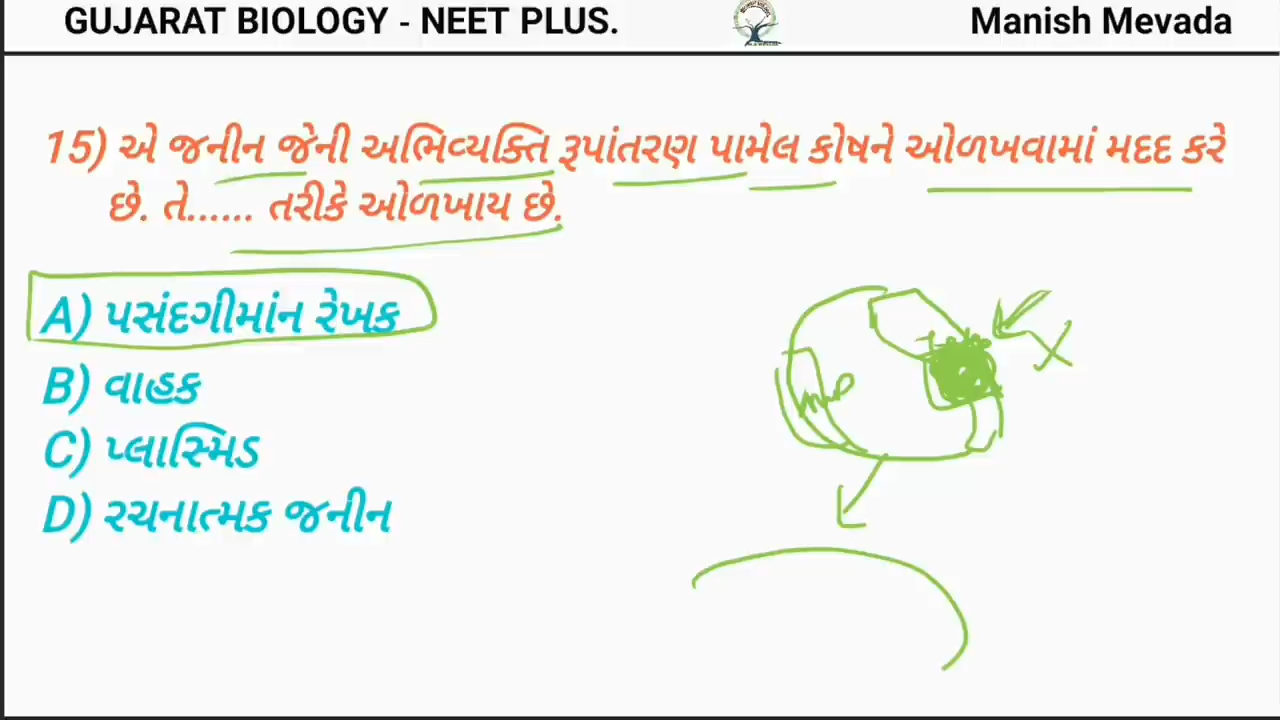 GUJARAT BIOLOGY - NEET PLUS.
Manish Mevada
15) એ જનીન જેની અભિવ્યક્તિ રૂપાંતરણ પામેલ કોષને ઓળખવામાં મદદ કરે
છે. તે...... તરીકે ઓળખાય છે.
A) પસંદગીમાંન રેખક
B) વાહક
C) પ્લાસ્મિડ
D) રચનાત્મક જનીન